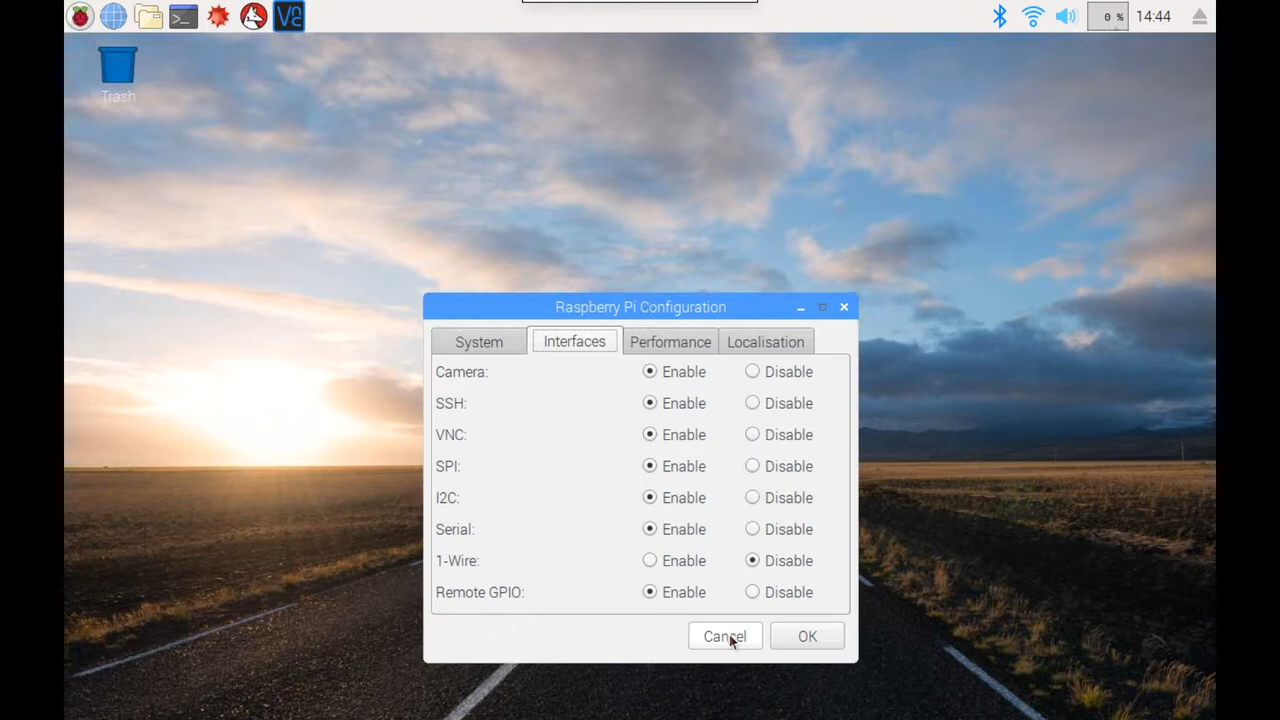 0 %
14:44
Trash
Raspberry Pi Configuration
System Interfaces Performance Localisation
Camera: Enable Disable
SSH: Enable Disable
VNC: Enable Disable
SPI: Enable Disable
I2C: Enable Disable
Serial: Enable Disable
1-Wire: Enable Disable
Remote GPIO: Enable Disable
Cancel OK